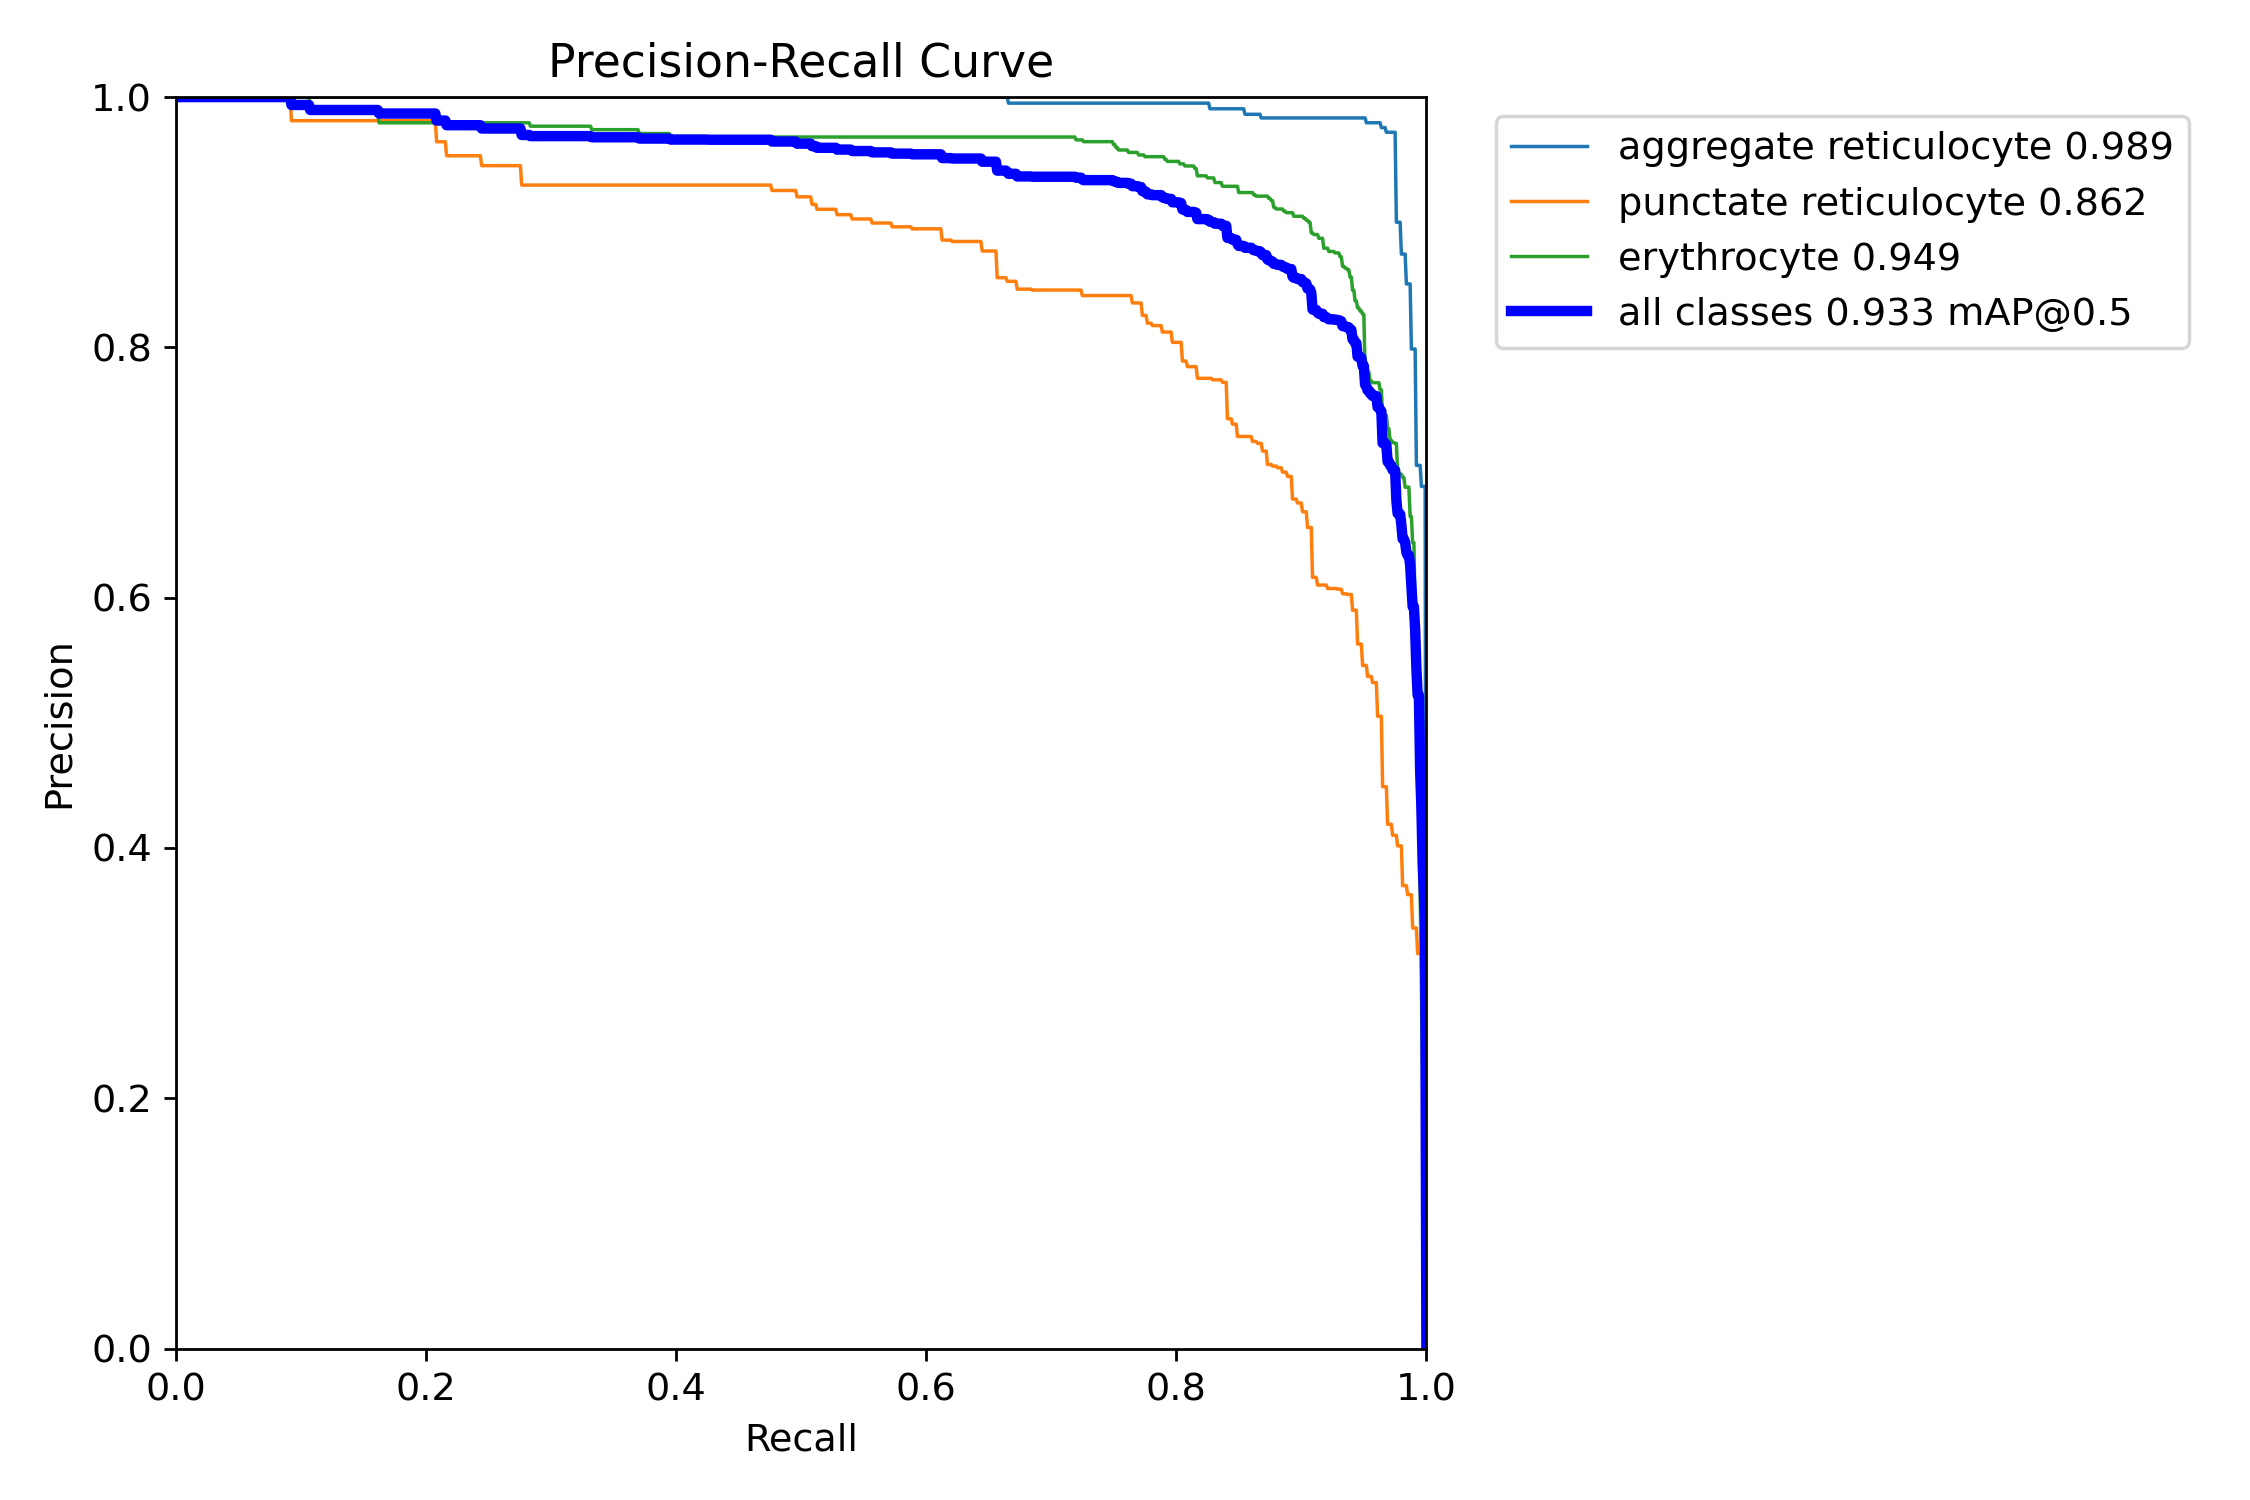 Precision-Recall Curve
1.0
0.8
0.6
0.4
0.2
0.0
Precision
0.0 0.2 0.4 0.6 0.8 1.0
Recall
aggregate reticulocyte 0.989
punctate reticulocyte 0.862
erythrocyte 0.949
all classes 0.933 mAP@0.5